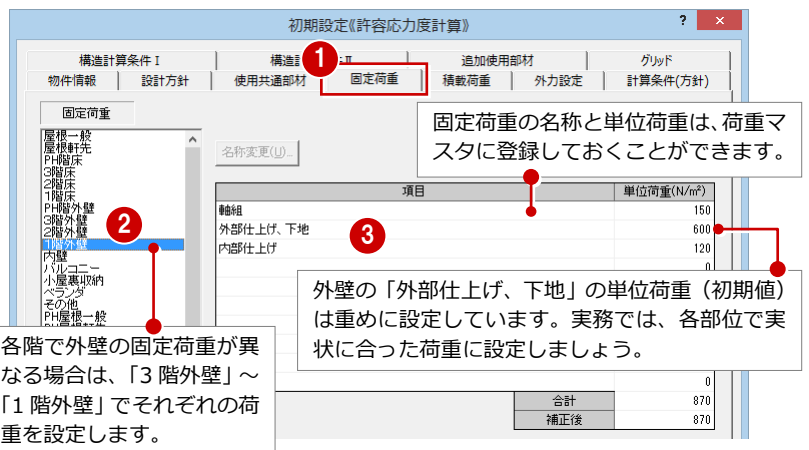 初期設定《許容応力度計算》
? ×
構造計算条件Ⅰ
追加使用部材
グリッド
物件情報
設計方針
使用共通部材
固定荷重
積載荷重
外力設定
計算条件(方針)
1
固定荷重
屋根一般
屋根軒先
PH階床
3階床
2階床
1階床
PH階外壁
3階外壁
2階外壁
1階外壁
内壁
バルコニー
小屋裏収納
ベランダ
その他
PH屋根一般
2
名称変更(U)...
固定荷重の名称と単位荷重は、荷重マ
スタに登録しておくことができます。
項目 単位荷重(N/m²)
軸組 150
外部仕上げ、下地 600
内部仕上げ 120
3
外壁の「外部仕上げ、下地」の単位荷重（初期値）
は重めに設定しています。実務では、各部位で実
状に合った荷重に設定しましょう。
0
合計 870
補正後 870
各階で外壁の固定荷重が異
なる場合は、「3 階外壁」～
「1 階外壁」でそれぞれの荷
重を設定します。